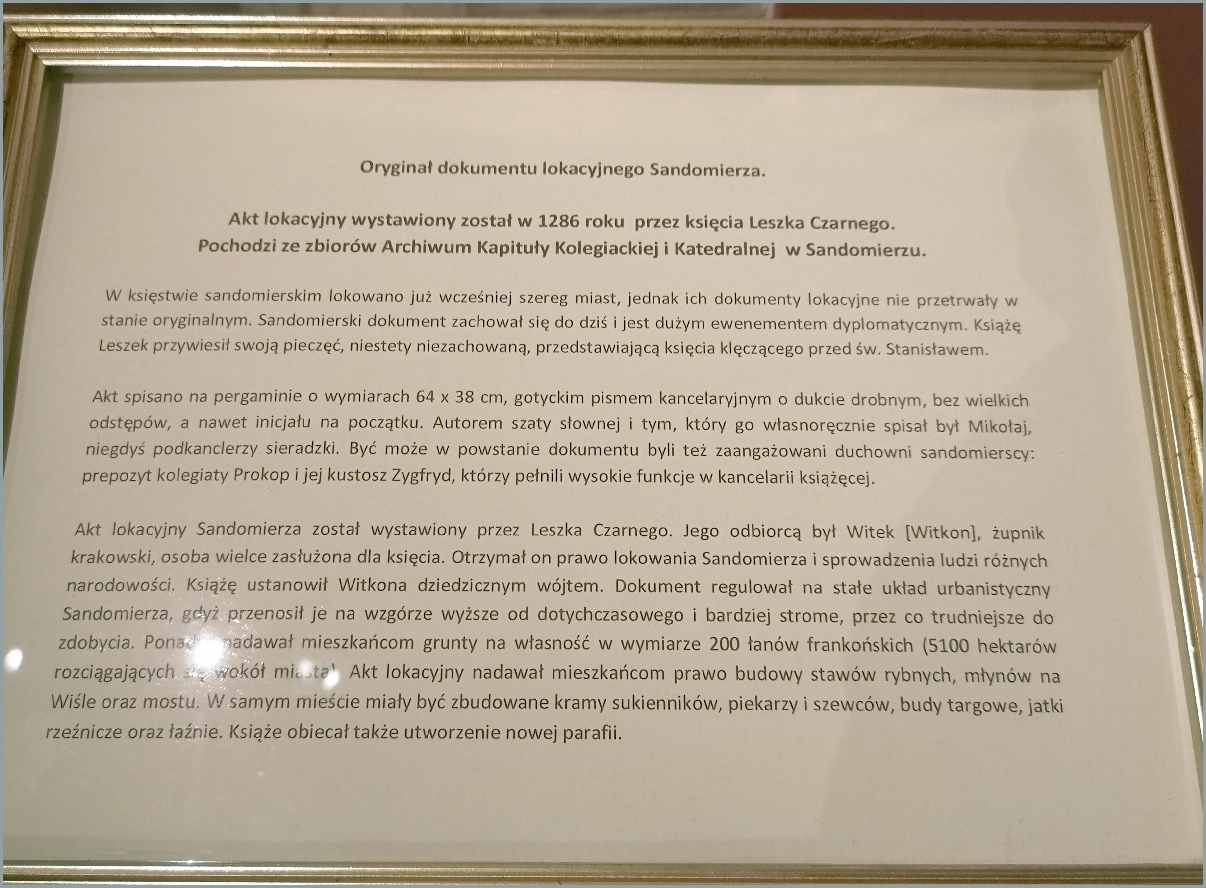 Oryginał dokumentu lokacyjnego Sandomierza.
Akt lokacyjny wystawiony został w 1286 roku przez księcia Leszka Czarnego.
Pochodzi ze zbiorów Archiwum Kapituły Kolegiackiej i Katedralnej w Sandomierzu.
W księstwie sandomierskim lokowano już wcześniej szereg miast, jednak ich dokumenty lokacyjne nie przetrwały w
stanie oryginalnym. Sandomierski dokument zachował się do dziś i jest dużym ewenementem dyplomatycznym. Książę
Leszek przywiesił swoją pieczęć, niestety niezachowaną, przedstawiającą księcia klęczącego przed św. Stanisławem.
Akt spisano na pergaminie o wymiarach 64 x 38 cm, gotyckim pismem kancelaryjnym o dukcie drobnym, bez wielkich
odstępów, a nawet inicjału na początku. Autorem szaty słownej i tym, który go własnoręcznie spisał był Mikołaj,
niegdyś podkanclerzy sieradzki. Być może w powstanie dokumentu byli też zaangażowani duchowni sandomierscy:
prepozyt kolegiaty Prokop i jej kustosz Zygfryd, którzy pełnili wysokie funkcje w kancelarii książęcej.
Akt lokacyjny Sandomierza został wystawiony przez Leszka Czarnego. Jego odbiorcą był Witek [Witkon], żupnik
krakowski, osoba wielce zasłużona dla księcia. Otrzymał on prawo lokowania Sandomierza i sprowadzenia ludzi różnych
narodowości. Książę ustanowił Witkona dziedzicznym wójtem. Dokument regulował na stałe układ urbanistyczny
Sandomierza, gdyż przenosił je na wzgórze wyższe od dotychczasowego i bardziej strome, przez co trudniejsze do
zdobycia. nadawał mieszkańcom grunty na własność w wymiarze 200 łanów frankońskich (5100 hektarów
rozciągających się wokół miasta). Akt lokacyjny nadawał mieszkańcom prawo budowy stawów rybnych, młynów na
Wiśle oraz mostu. W samym mieście miały być zbudowane kramy sukienników, piekarzy i szewców, budy targowe, jatki
rzeźnicze oraz łaźnie. Książe obiecał także utworzenie nowej parafii.